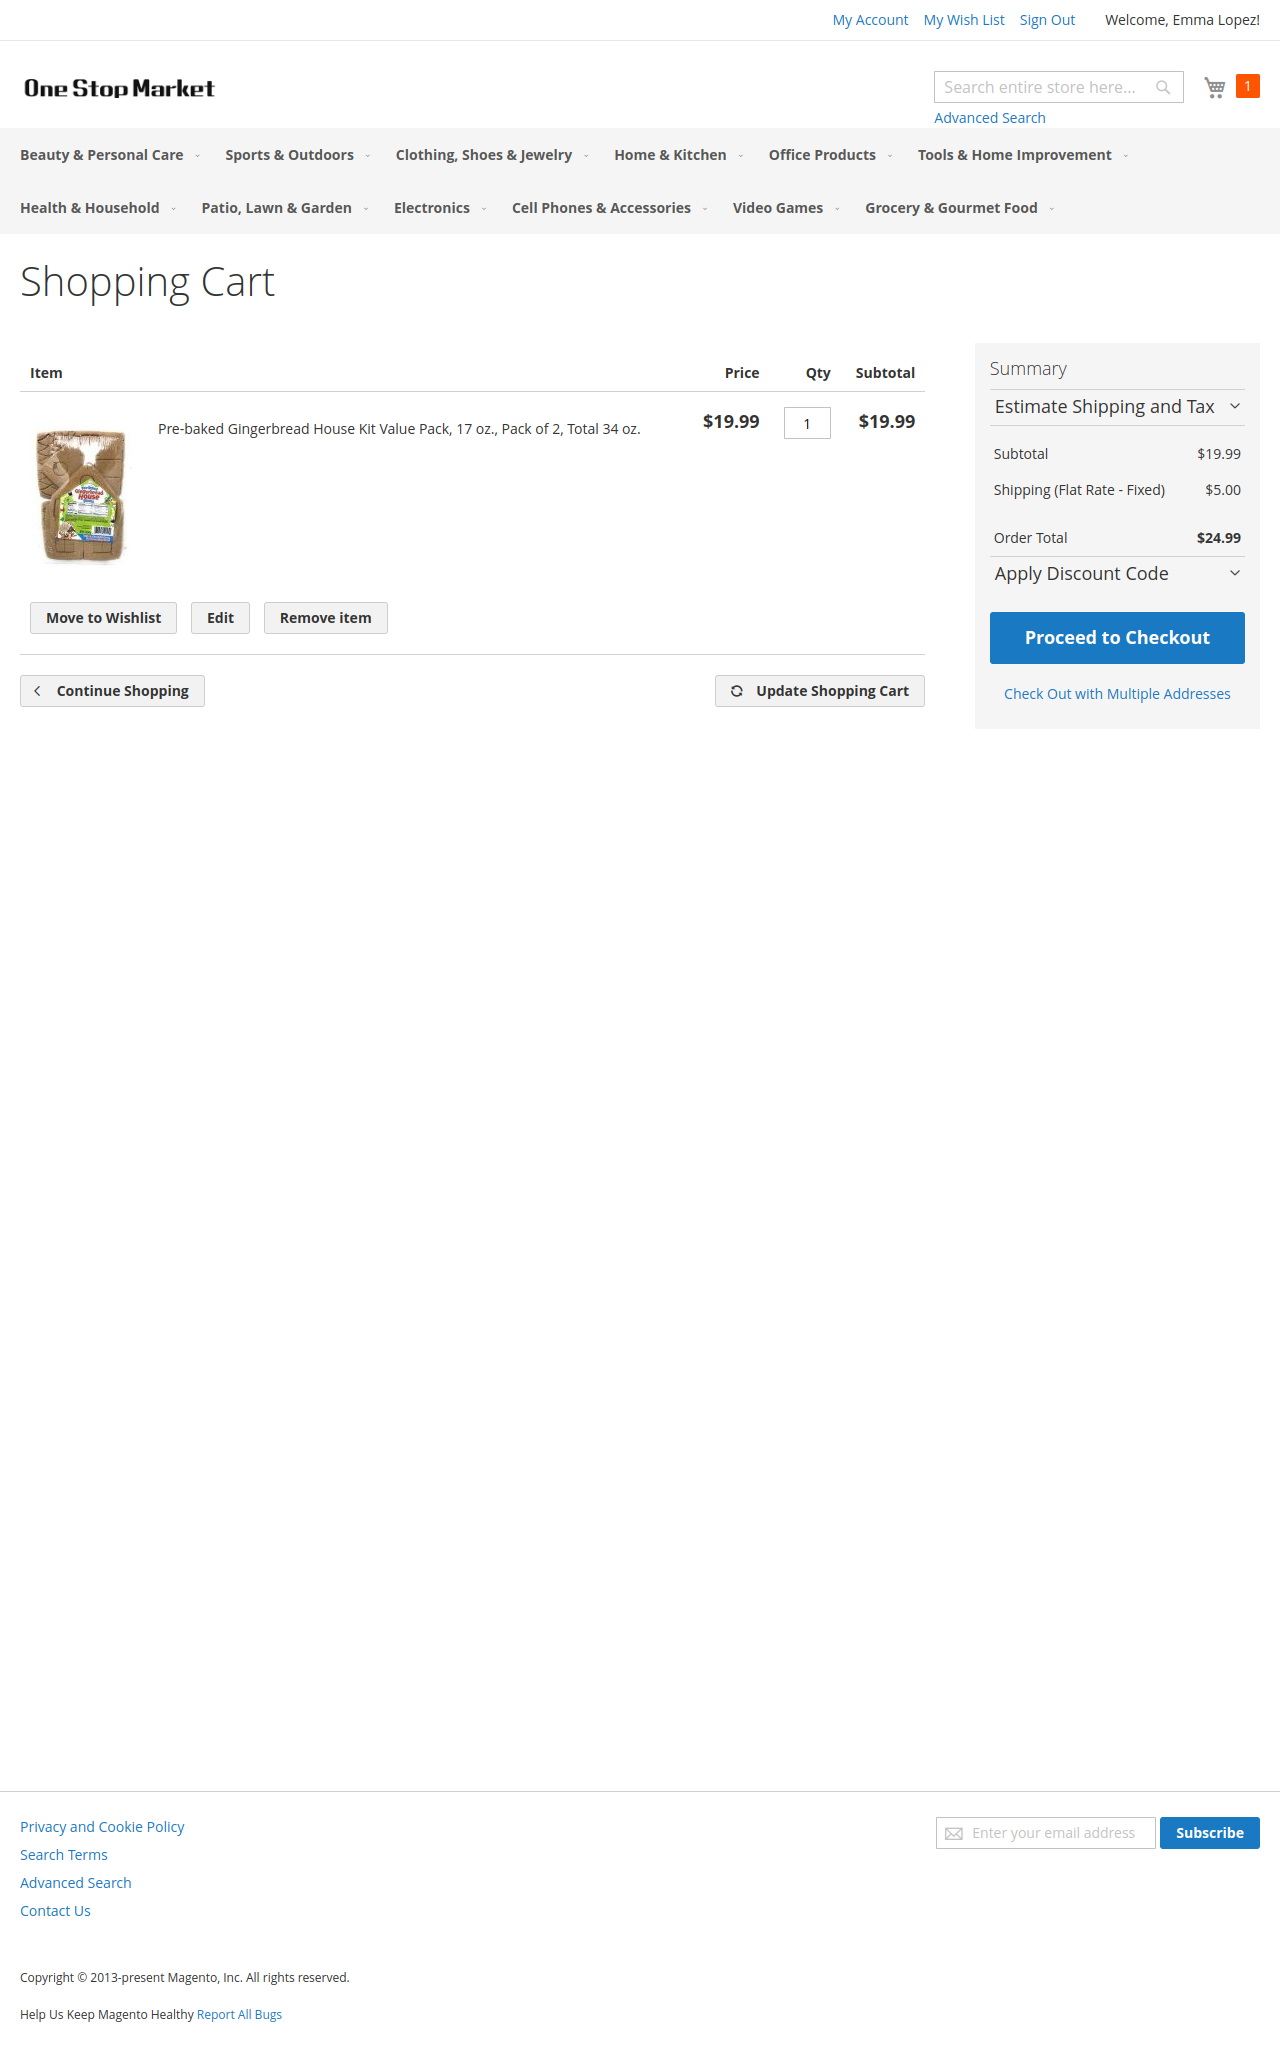 My Account My Wish List Sign Out Welcome, Emma Lopez!
One Stop Market
Search entire store here...
1
Advanced Search
Beauty & Personal Care Sports & Outdoors Clothing, Shoes & Jewelry Home & Kitchen Office Products Tools & Home Improvement
Health & Household Patio, Lawn & Garden Electronics Cell Phones & Accessories Video Games Grocery & Gourmet Food
Shopping Cart
Item Price Qty Subtotal
Pre-baked Gingerbread House Kit Value Pack, 17 oz., Pack of 2, Total 34 oz. $19.99 1 $19.99
Gingerbread
House
Move to Wishlist Edit Remove item
Continue Shopping Update Shopping Cart
Summary
Estimate Shipping and Tax
Subtotal $19.99
Shipping (Flat Rate - Fixed) $5.00
Order Total $24.99
Apply Discount Code
Proceed to Checkout
Check Out with Multiple Addresses
Privacy and Cookie Policy
Search Terms
Advanced Search
Contact Us
Enter your email address Subscribe
Copyright © 2013-present Magento, Inc. All rights reserved.
Help Us Keep Magento Healthy Report All Bugs